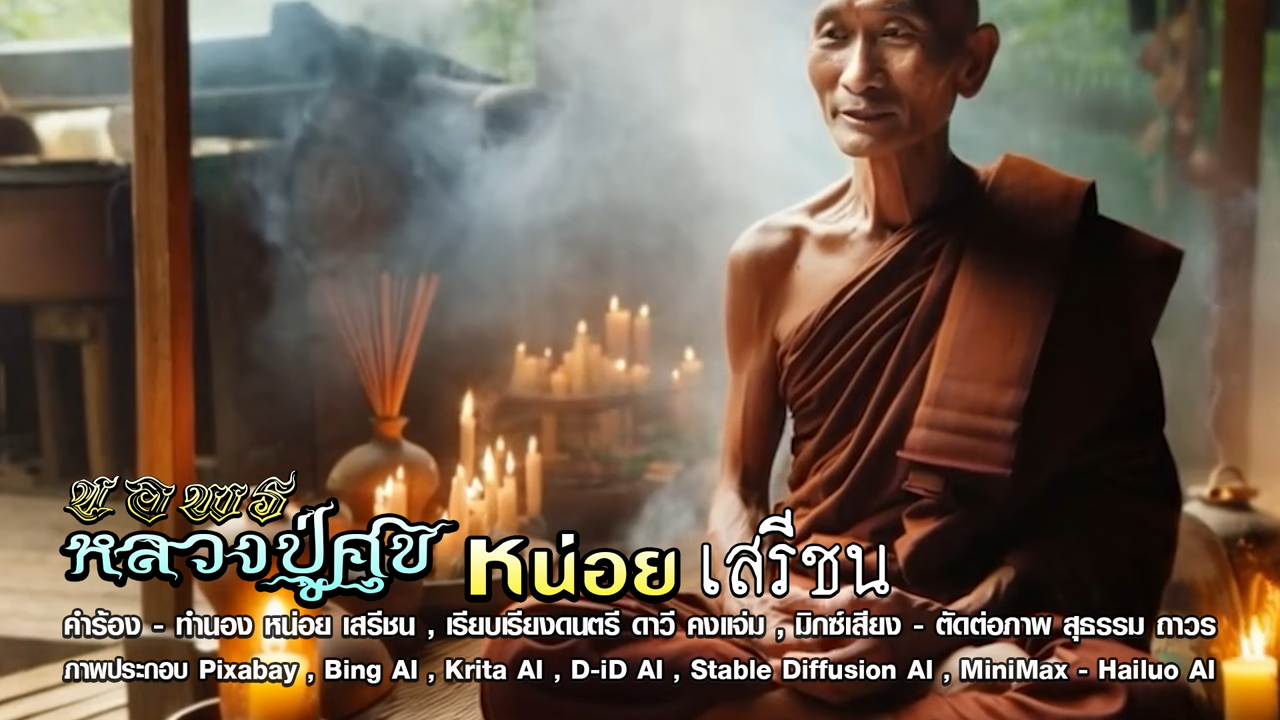 ขอพร
หลวงปู่ศุข หน่อย เสรีชน
คำร้อง - ทำนอง หน่อย เสรีชน , เรียบเรียงดนตรี ดาวี คงแจ่ม , มิกซ์เสียง - ตัดต่อภาพ สุธรรม ถาวร
ภาพประกอบ Pixabay , Bing AI , Krita AI , D-iD AI , Stable Diffusion AI , MiniMax - Hailuo AI